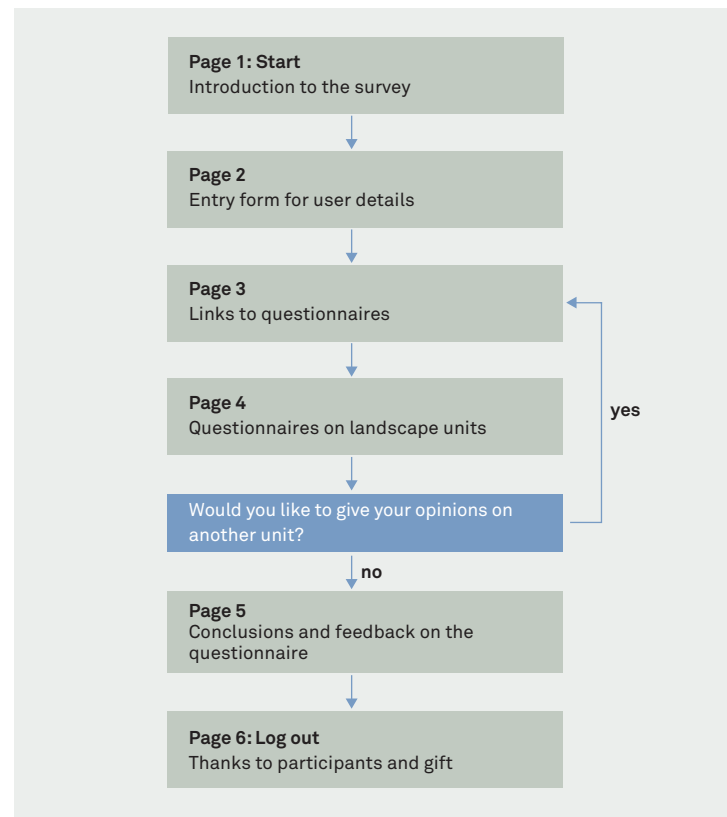 Page 1: Start
Introduction to the survey
Page 2
Entry form for user details
Page 3
Links to questionnaires
Page 4
Questionnaires on landscape units
yes
Would you like to give your opinions on
another unit?
no
Page 5
Conclusions and feedback on the
questionnaire
Page 6: Log out
Thanks to participants and gift